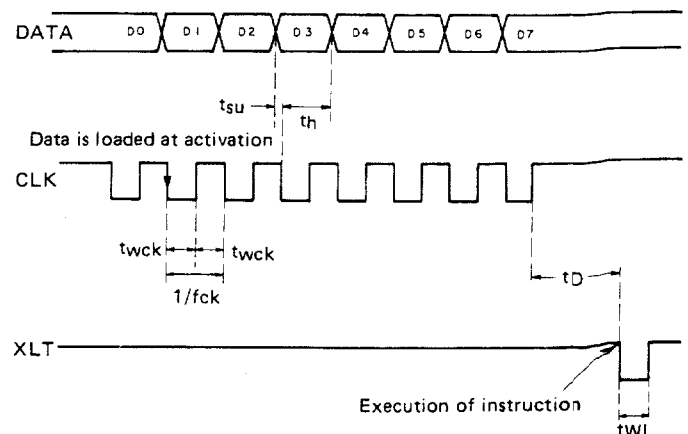 DATA D0 D1 D2 D3 D4 D5 D6 D7
tsu th
Data is loaded at activation
CLK
twck twck
1/fck
tD
XLT
Execution of instruction
twl